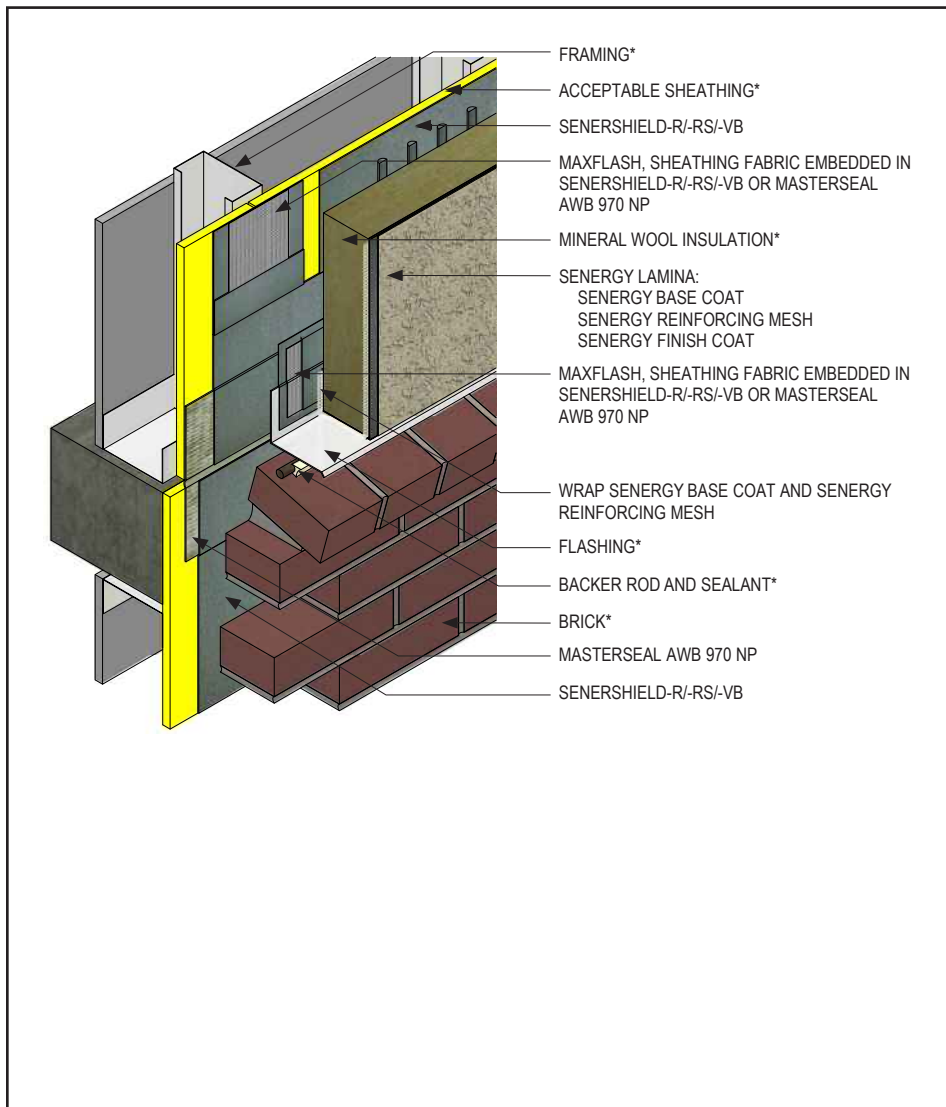 FRAMING*
ACCEPTABLE SHEATHING*
SENERSHIELD-R/-RS/-VB
MAXFLASH, SHEATHING FABRIC EMBEDDED IN
SENERSHIELD-R/-RS/-VB OR MASTERSEAL
AWB 970 NP
MINERAL WOOL INSULATION*
SENERGY LAMINA:
SENERGY BASE COAT
SENERGY REINFORCING MESH
SENERGY FINISH COAT
MAXFLASH, SHEATHING FABRIC EMBEDDED IN
SENERSHIELD-R/-RS/-VB OR MASTERSEAL
AWB 970 NP
WRAP SENERGY BASE COAT AND SENERGY
REINFORCING MESH
FLASHING*
BACKER ROD AND SEALANT*
BRICK*
MASTERSEAL AWB 970 NP
SENERSHIELD-R/-RS/-VB